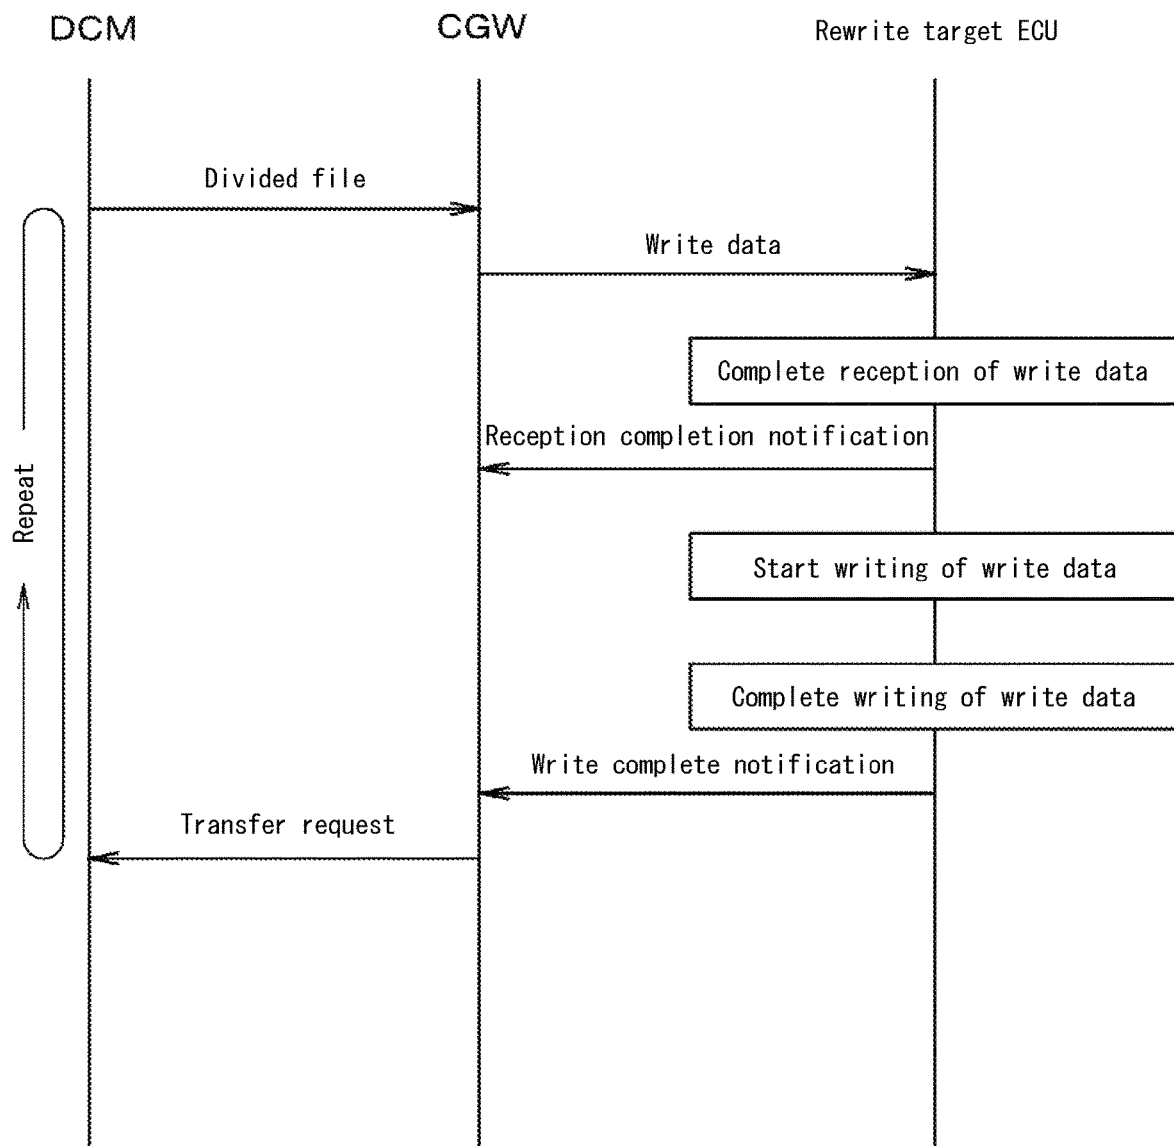 DCM
CGW
Rewrite target ECU
Divided file
Write data
Complete reception of write data
Reception completion notification
Repeat
Start writing of write data
Complete writing of write data
Write complete notification
Transfer request